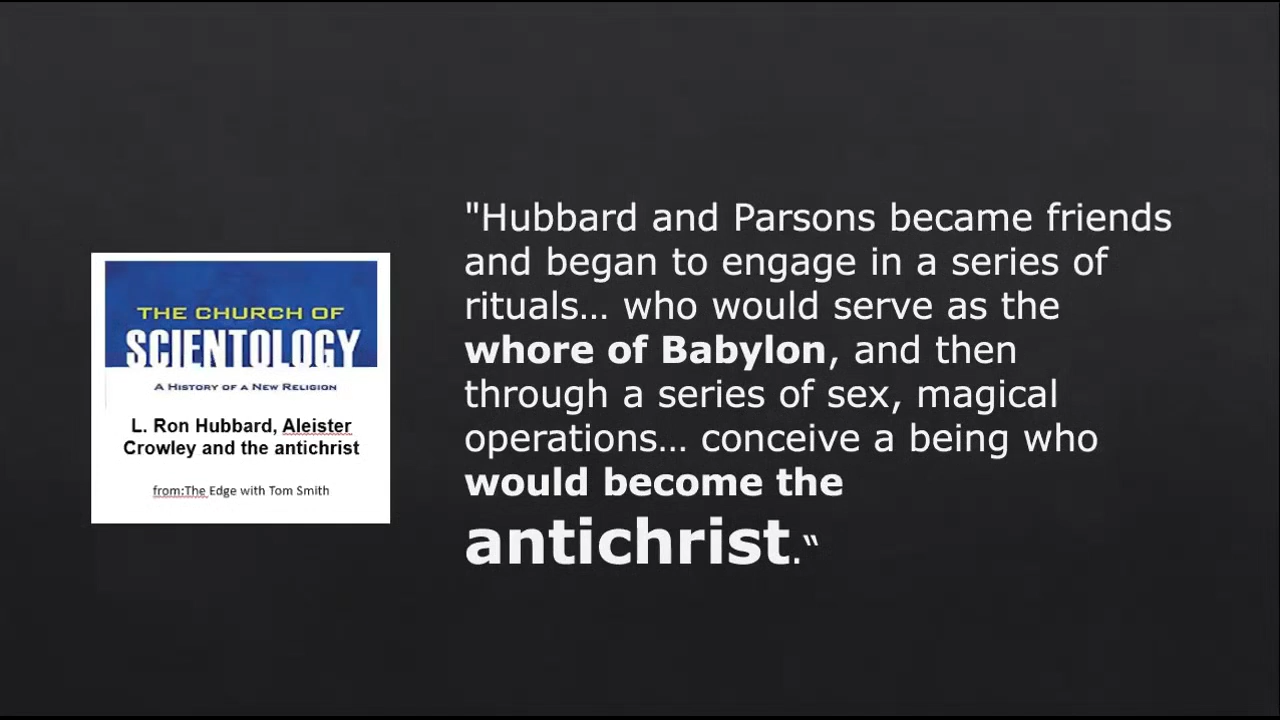 THE CHURCH OF
SCIENTOLOGY
A HISTORY OF A NEW RELIGION
L. Ron Hubbard, Aleister
Crowley and the antichrist
from:The Edge with Tom Smith
"Hubbard and Parsons became friends
and began to engage in a series of
rituals… who would serve as the
whore of Babylon, and then
through a series of sex, magical
operations… conceive a being who
would become the
antichrist.“